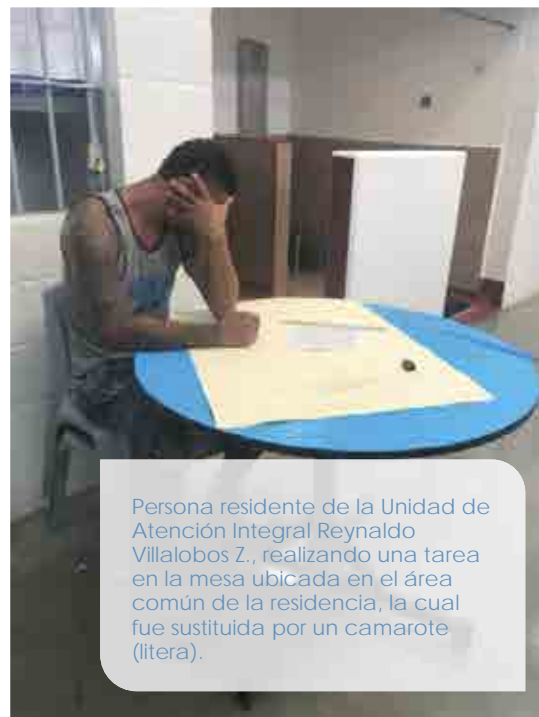 Persona residente de la Unidad de
Atención Integral Reynaldo
Villalobos Z., realizando una tarea
en la mesa ubicada en el área
común de la residencia, la cual
fue sustituida por un camarote
(litera).